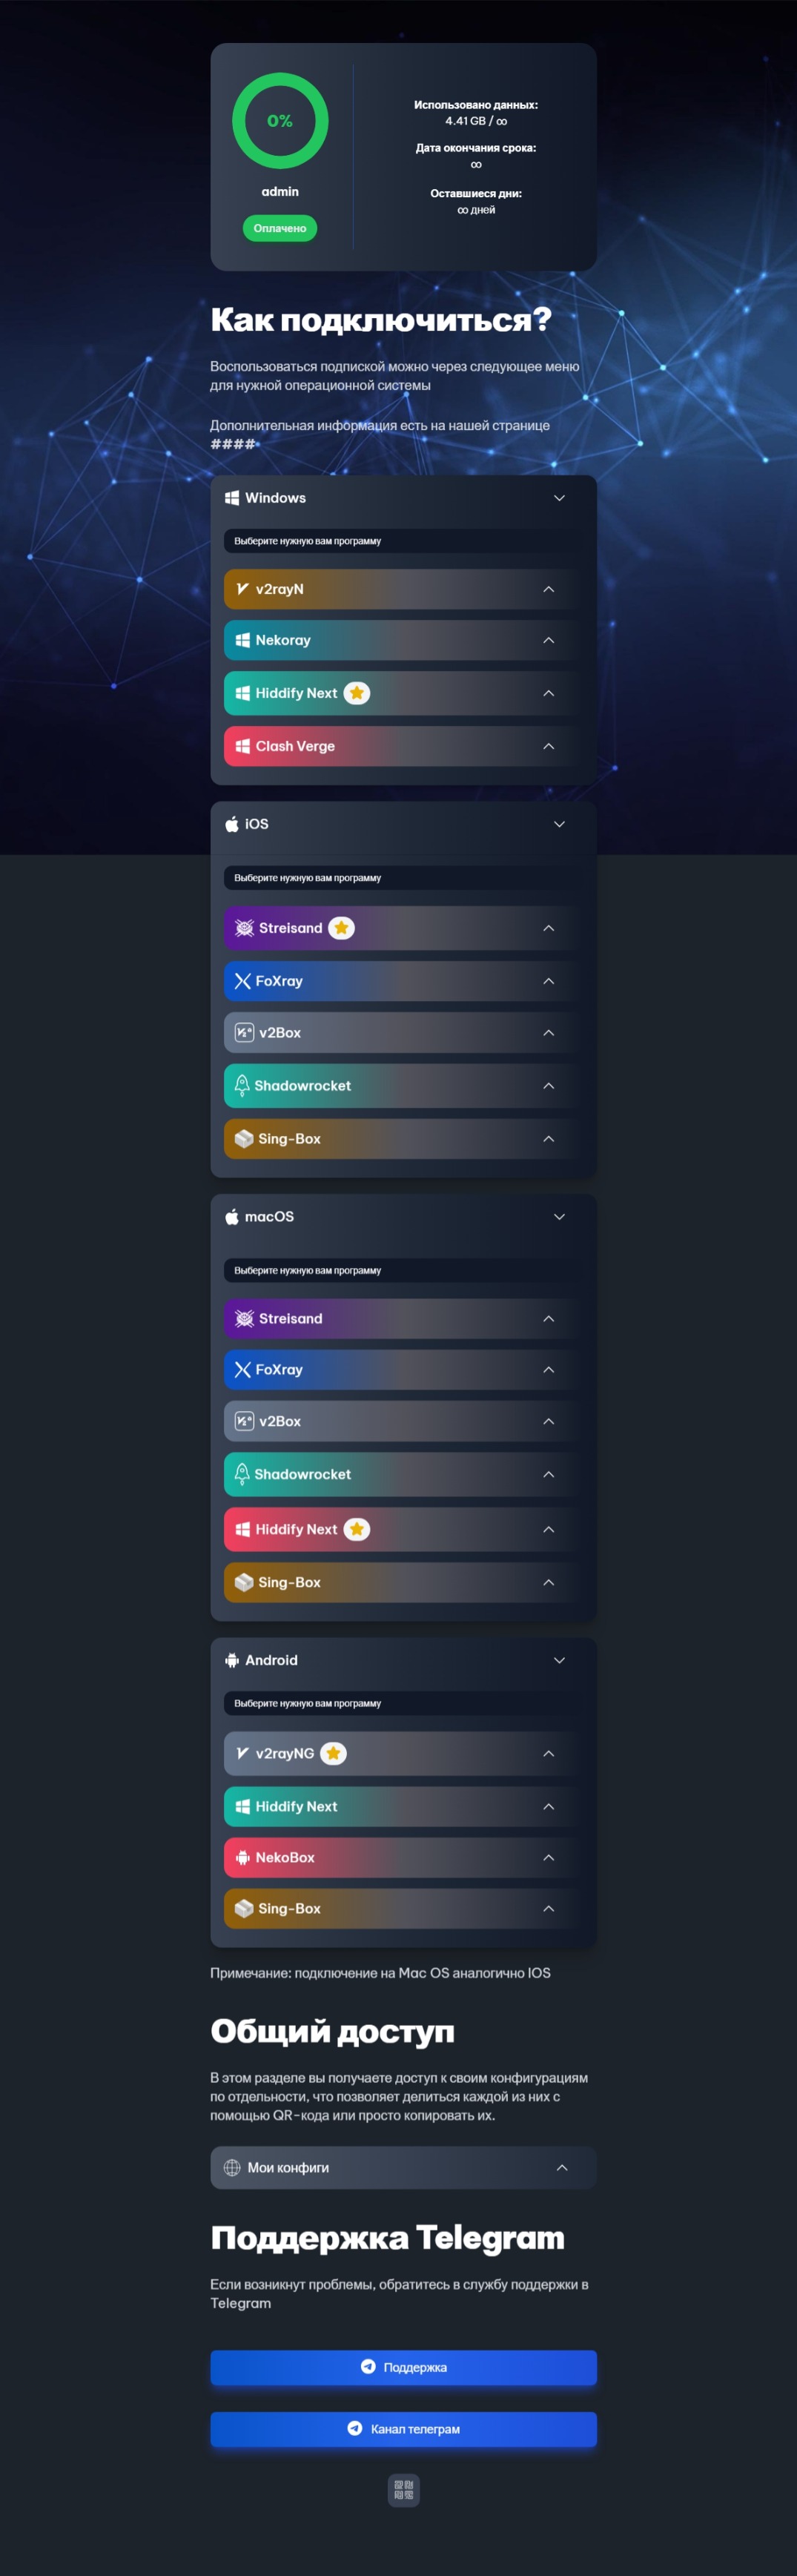 0%
admin
Оплачено
Использовано данных:
4.41 GB / ∞
Дата окончания срока:
∞
Оставшиеся дни:
∞ дней
Как подключиться?
Воспользоваться подпиской можно через следующее меню
для нужной операционной системы
Дополнительная информация есть на нашей странице
####
Windows
Выберите нужную вам программу
v2rayN
Nekoray
Hiddify Next
Clash Verge
iOS
Выберите нужную вам программу
Streisand
FoXray
v2Box
Shadowrocket
Sing-Box
macOS
Выберите нужную вам программу
Streisand
FoXray
v2Box
Shadowrocket
Hiddify Next
Sing-Box
Android
Выберите нужную вам программу
v2rayNG
Hiddify Next
NekoBox
Sing-Box
Примечание: подключение на Mac OS аналогично IOS
Общий доступ
В этом разделе вы получаете доступ к своим конфигурациям
по отдельности, что позволяет делиться каждой из них с
помощью QR-кода или просто копировать их.
Мои конфиги
Поддержка Telegram
Если возникнут проблемы, обратитесь в службу поддержки в
Telegram
Поддержка
Канал телеграм